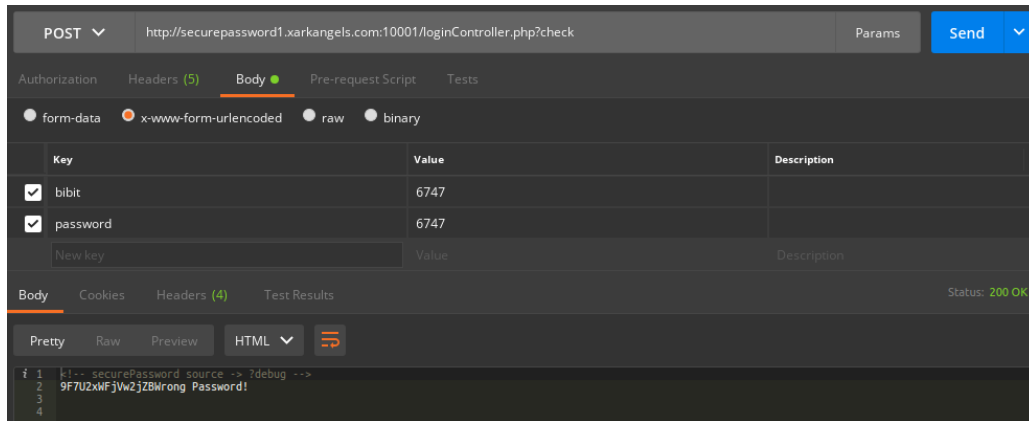 POST http://securepassword1.xarkangels.com:10001/loginController.php?check Params Send
Authorization Headers (5) Body Pre-request Script Tests
form-data x-www-form-urlencoded raw binary
Key Value Description
bibit 6747
password 6747
New key Value Description
Body Cookies Headers (4) Test Results Status: 200 OK
Pretty Raw Preview HTML
i 1 <!-- securePassword source -> ?debug -->
2 9F7U2xWFjVw2jZBWrong Password!
3
4